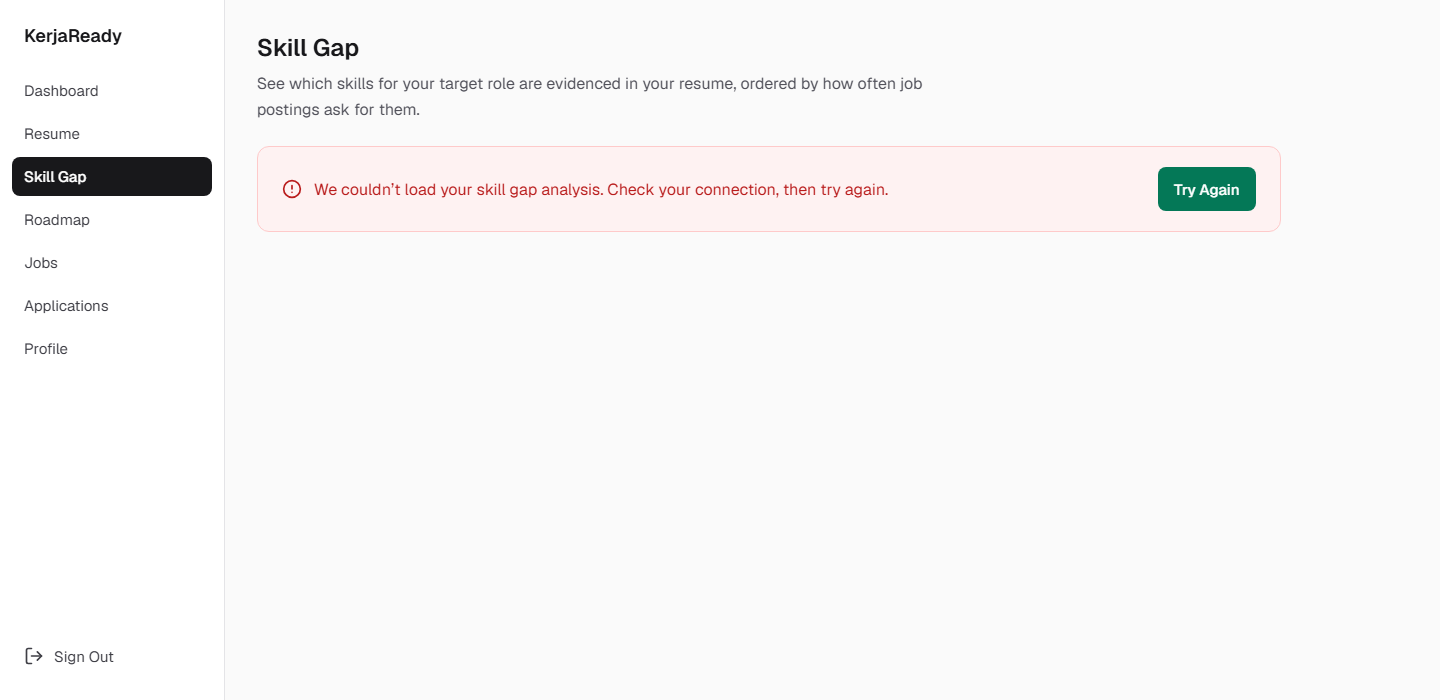 KerjaReady
Dashboard
Resume
Skill Gap
Roadmap
Jobs
Applications
Profile
Sign Out
Skill Gap
See which skills for your target role are evidenced in your resume, ordered by how often job
postings ask for them.
We couldn’t load your skill gap analysis. Check your connection, then try again.
Try Again